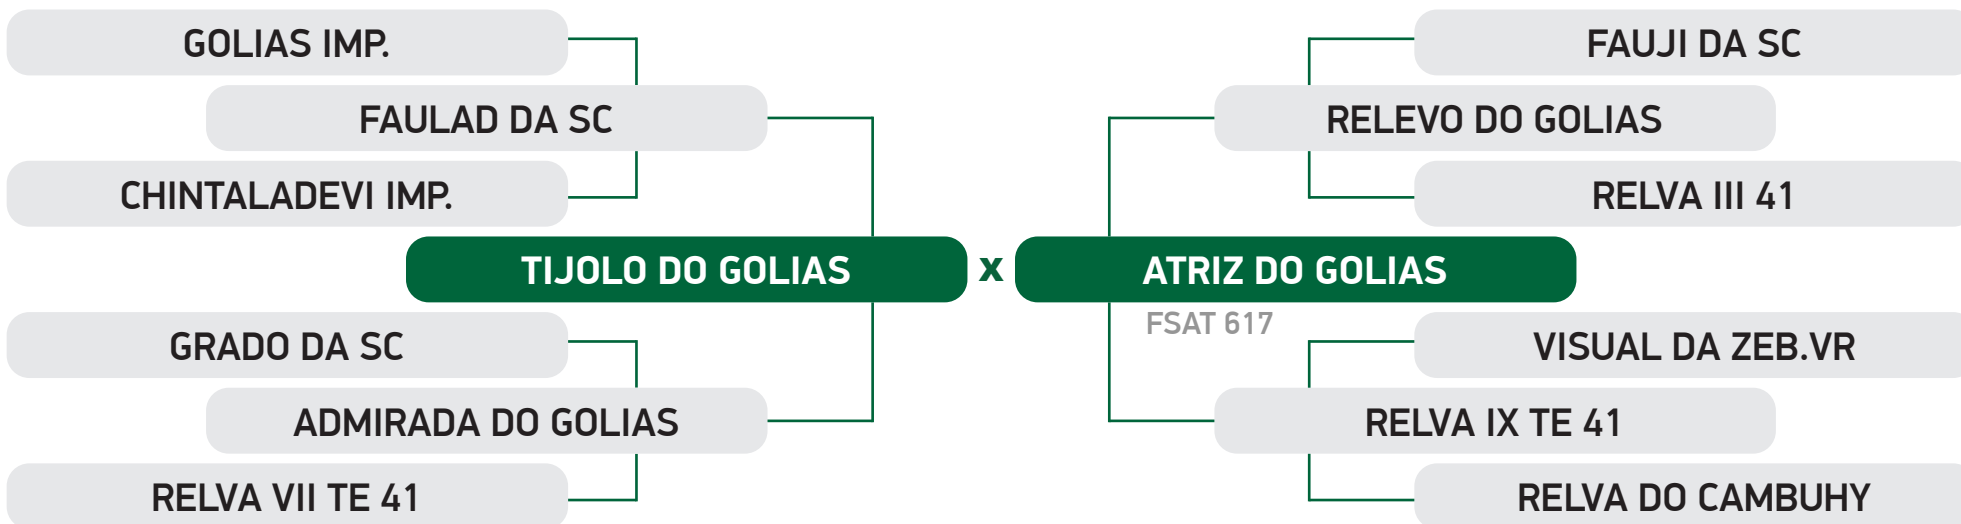 GOLIAS IMP.
FAULAD DA SC
CHINTALADEVI IMP.
TIJOLO DO GOLIAS
GRADO DA SC
ADMIRADA DO GOLIAS
RELVA VII TE 41
x
FAUJI DA SC
RELEVO DO GOLIAS
RELVA III 41
ATRIZ DO GOLIAS
FSAT 617
VISUAL DA ZEB.VR
RELVA IX TE 41
RELVA DO CAMBUHY